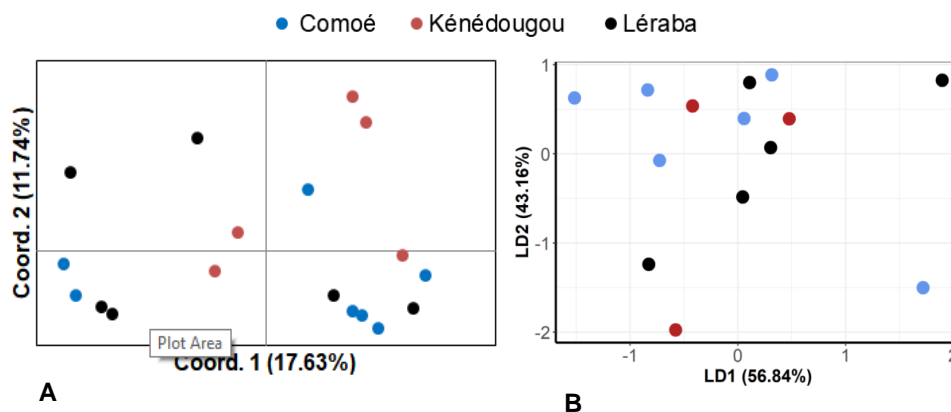 Comoé Kénédougou Léraba
Coord. 2 (11.74%)
Plot Area
Coord. 1 (17.63%)
A
LD2 (43.16%)
1
0
-1
-2
-1 0 1 2
LD1 (56.84%)
B